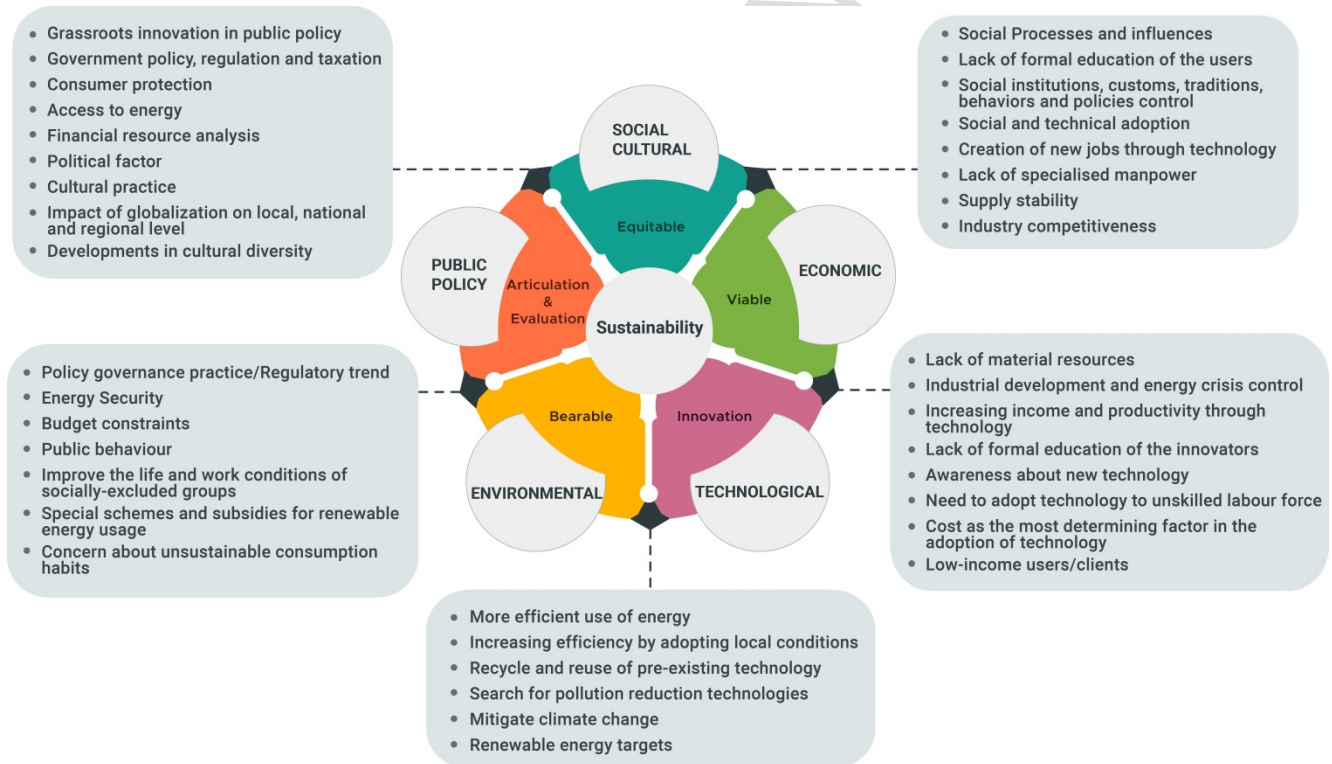 • Grassroots innovation in public policy
• Government policy, regulation and taxation
• Consumer protection
• Access to energy
• Financial resource analysis
• Political factor
• Cultural practice
• Impact of globalization on local, national
and regional level
• Developments in cultural diversity
• Social Processes and influences
• Lack of formal education of the users
• Social institutions, customs, traditions,
behaviors and policies control
• Social and technical adoption
• Creation of new jobs through technology
• Lack of specialised manpower
• Supply stability
• Industry competitiveness
SOCIAL
CULTURAL
Equitable
PUBLIC
POLICY
Articulation
&
Evaluation
Sustainability
Viable
ECONOMIC
Bearable
Innovation
ENVIRONMENTAL
TECHNOLOGICAL
• Policy governance practice/Regulatory trend
• Energy Security
• Budget constraints
• Public behaviour
• Improve the life and work conditions of
socially-excluded groups
• Special schemes and subsidies for renewable
energy usage
• Concern about unsustainable consumption
habits
• Lack of material resources
• Industrial development and energy crisis control
• Increasing income and productivity through
technology
• Lack of formal education of the innovators
• Awareness about new technology
• Need to adopt technology to unskilled labour force
• Cost as the most determining factor in the
adoption of technology
• Low-income users/clients
• More efficient use of energy
• Increasing efficiency by adopting local conditions
• Recycle and reuse of pre-existing technology
• Search for pollution reduction technologies
• Mitigate climate change
• Renewable energy targets